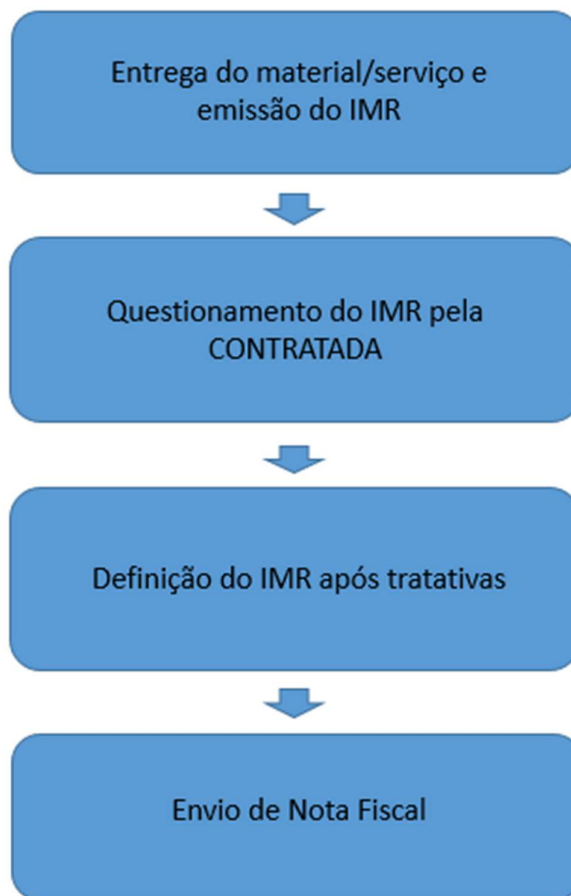 Entrega do material/serviço e
emissão do IMR
Questionamento do IMR pela
CONTRATADA
Definição do IMR após tratativas
Envio de Nota Fiscal